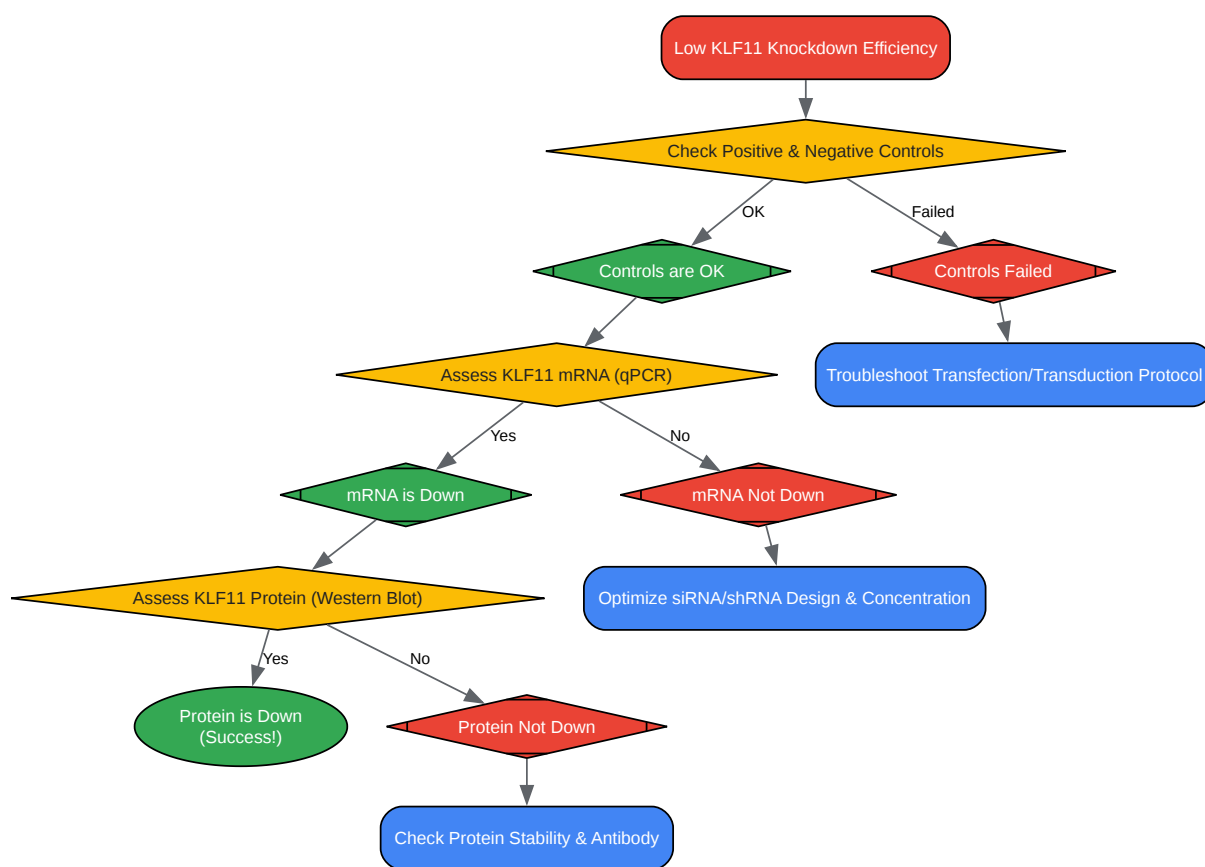 Low KLF11 Knockdown Efficiency
Check Positive & Negative Controls
OK
Failed
Controls are OK
Controls Failed
Assess KLF11 mRNA (qPCR)
Troubleshoot Transfection/Transduction Protocol
Yes
No
mRNA is Down
mRNA Not Down
Assess KLF11 Protein (Western Blot)
Optimize siRNA/shRNA Design & Concentration
Yes
No
Protein is Down
(Success!)
Protein Not Down
Check Protein Stability & Antibody